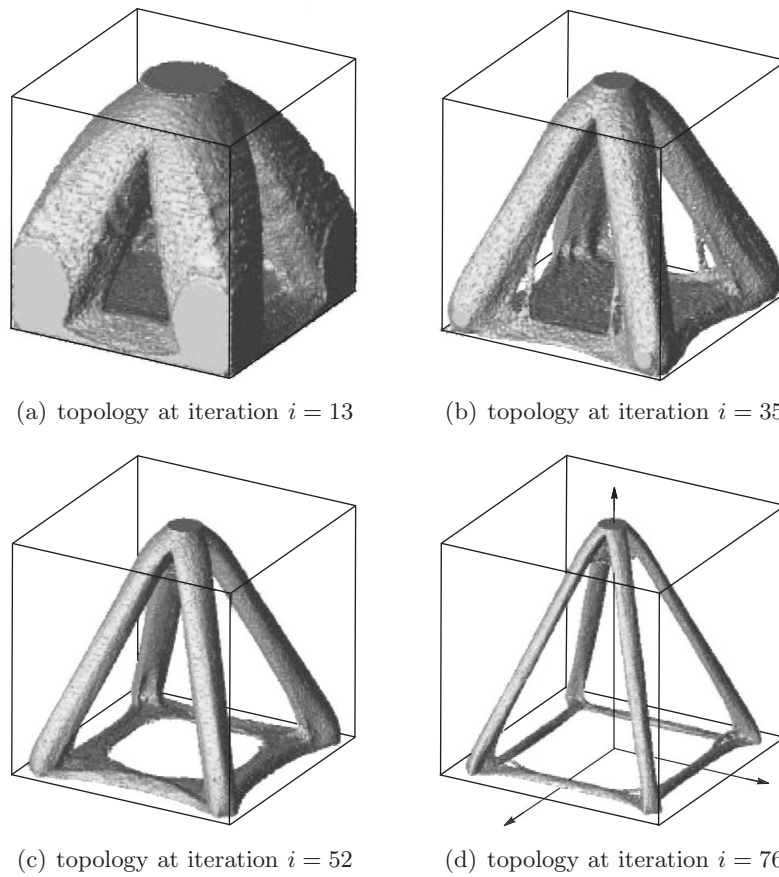 (a) topology at iteration i = 13
(b) topology at iteration i = 35
(c) topology at iteration i = 52
(d) topology at iteration i = 76